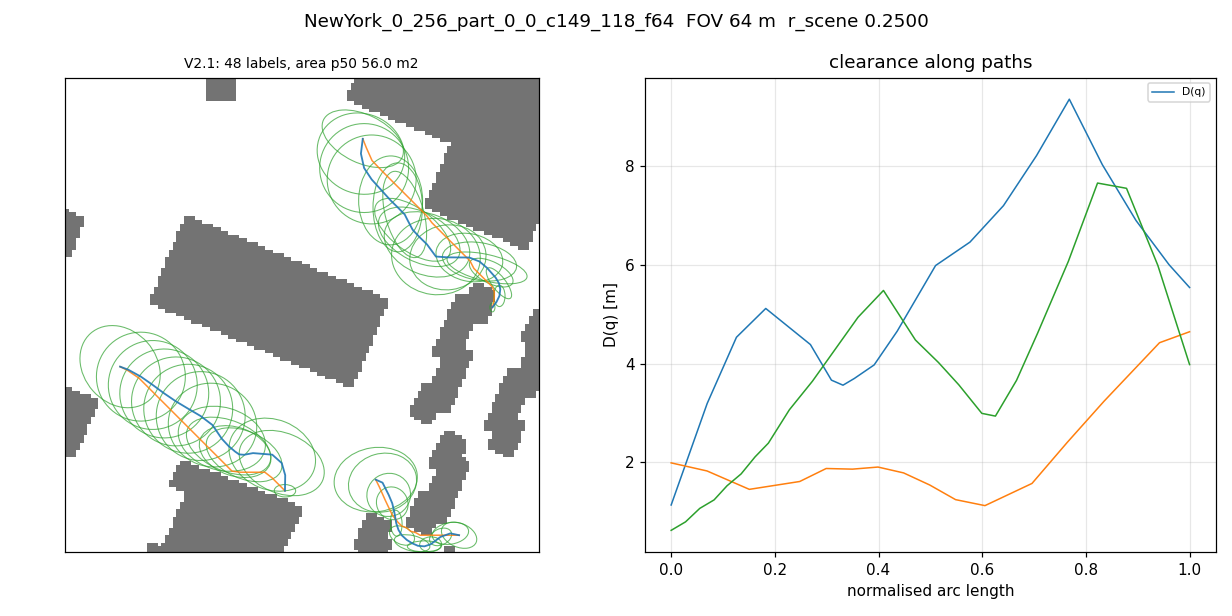 NewYork_0_256_part_0_0_c149_118_f64  FOV 64 m  r_scene 0.2500
V2.1: 48 labels, area p50 56.0 m2
clearance along paths
D(q)
D(q) [m]
8
6
4
2
0.0 0.2 0.4 0.6 0.8 1.0
normalised arc length